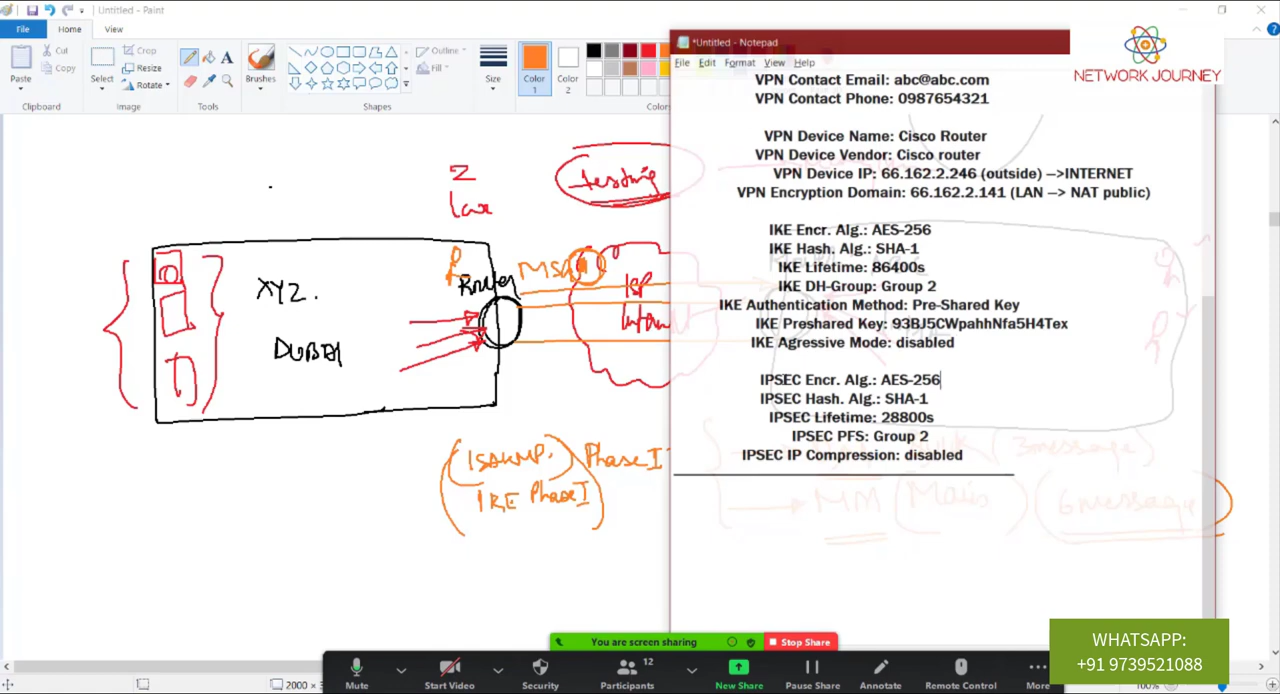 Untitled - Paint
File
Home
View
Paste
Cut
Copy
Clipboard
Select
Crop
Resize
Rotate
Image
A
Tools
Brushes
Shapes
Outline
Fill
Size
Color
1
Color
2
Colors
NETWORK JOURNEY
*Untitled - Notepad
File Edit Format View Help
VPN Contact Email: abc@abc.com
VPN Contact Phone: 0987654321
VPN Device Name: Cisco Router
VPN Device Vendor: Cisco router
VPN Device IP: 66.162.2.246 (outside) –>INTERNET
VPN Encryption Domain: 66.162.2.141 (LAN –> NAT public)
IKE Encr. Alg.: AES-256
IKE Hash. Alg.: SHA-1
IKE Lifetime: 86400s
IKE DH-Group: Group 2
IKE Authentication Method: Pre-Shared Key
IKE Preshared Key: 93BJ5CWpahhNfa5H4Tex
IKE Agressive Mode: disabled
IPSEC Encr. Alg.: AES-256
IPSEC Hash. Alg.: SHA-1
IPSEC Lifetime: 28800s
IPSEC PFS: Group 2
IPSEC IP Compression: disabled
testing
XYZ.
DUBAI
Router
ISP
(ISAKMP.) Phase I
IKE Phase I
(3message)
MM (Main) (6message)
You are screen sharing
Stop Share
Mute
Start Video
Security
12
Participants
New Share
Pause Share
Annotate
Remote Control
More
WHATSAPP:
+91 9739521088
100%